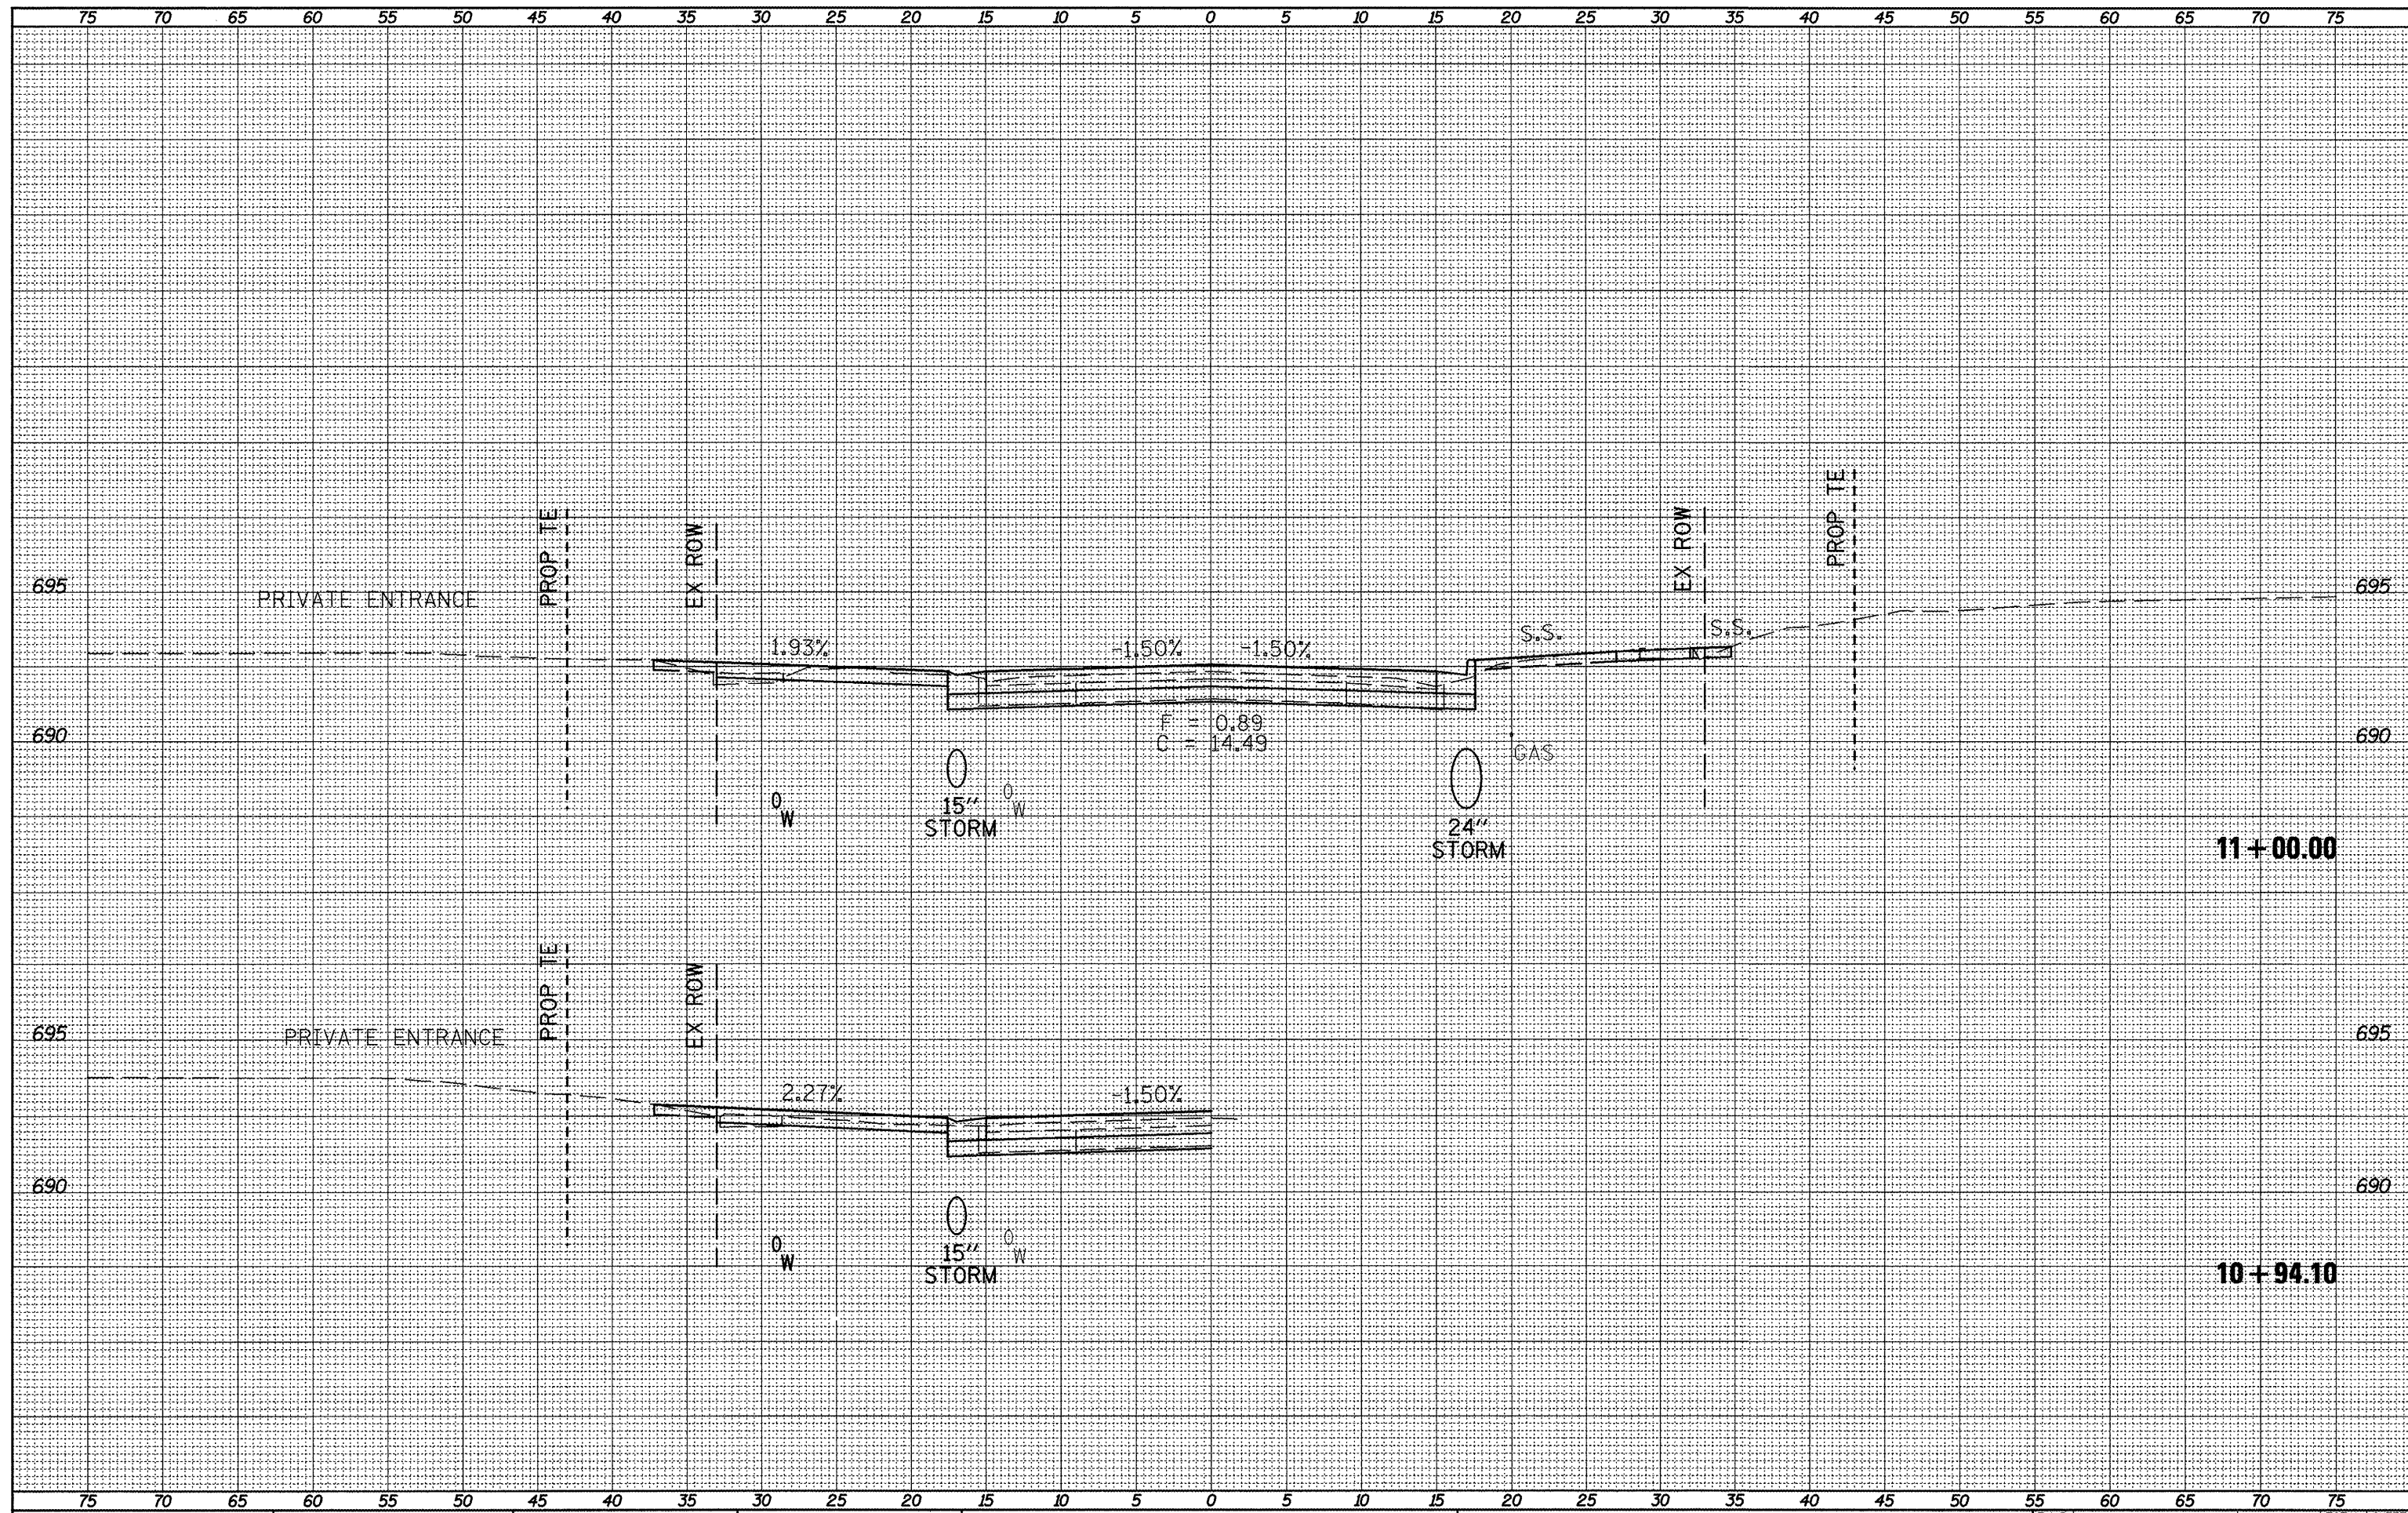 75 70 65 60 55 50 45 40 35 30 25 20 15 10 5 0 5 10 15 20 25 30 35 40 45 50 55 60 65 70 75
PROP TE
EX ROW
EX ROW
PROP TE
695
PRIVATE ENTRANCE
1.93%
-1.50%
-1.50%
S.S.
S.S.
695
690
F = 0.89
C = 14.49
GAS
690
W
15"
STORM
W
24"
STORM
11+00.00
PROP TE
EX ROW
695
PRIVATE ENTRANCE
695
2.27%
-1.50%
690
690
W
15"
STORM
W
10+94.10
75 70 65 60 55 50 45 40 35 30 25 20 15 10 5 0 5 10 15 20 25 30 35 40 45 50 55 60 65 70 75